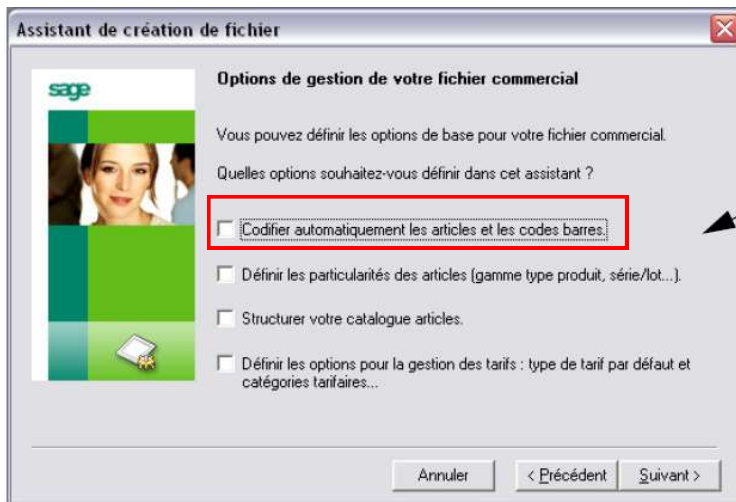 Assistant de création de fichier
sage
Options de gestion de votre fichier commercial
Vous pouvez définir les options de base pour votre fichier commercial.
Quelles options souhaitez-vous définir dans cet assistant ?
Codifier automatiquement les articles et les codes barres.
Définir les particularités des articles (gamme type produit, série/lot...).
Structurer votre catalogue articles.
Définir les options pour la gestion des tarifs : type de tarif par défaut et
catégories tarifaires...
Annuler
< Précédent
Suivant >